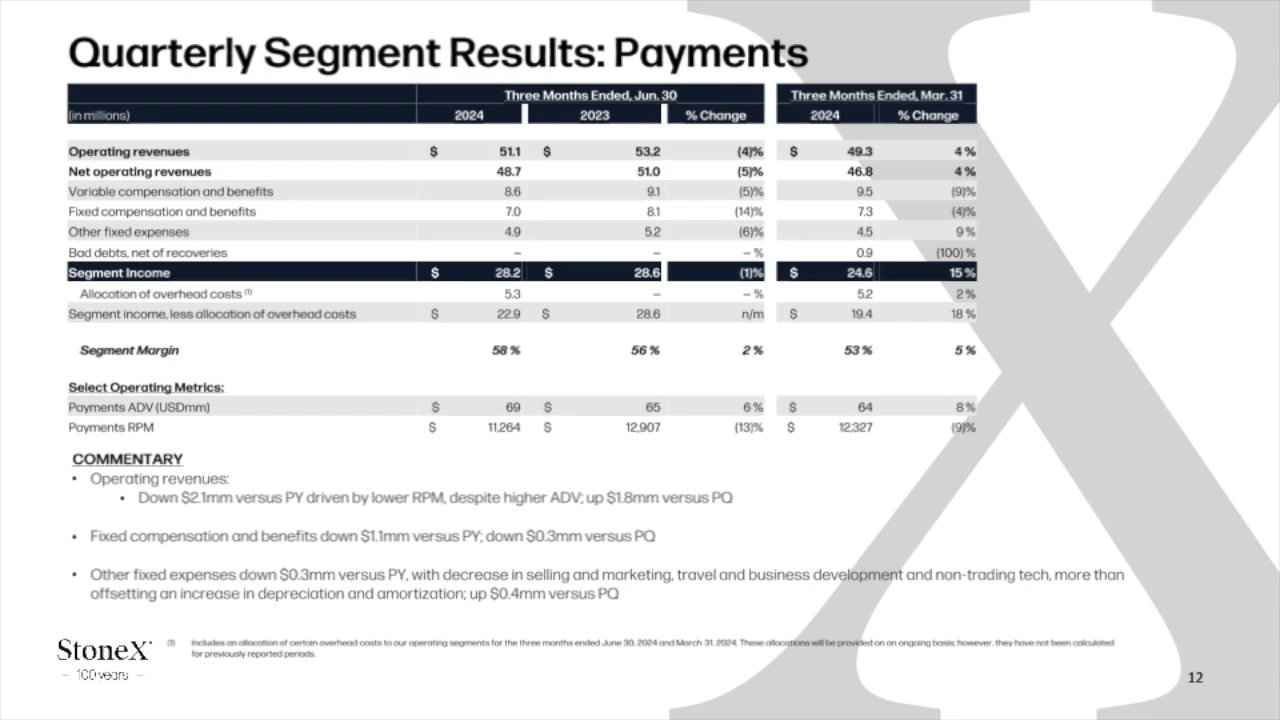 Quarterly Segment Results: Payments
Three Months Ended, Jun. 30 Three Months Ended, Mar. 31
(in millions) 2024 2023 % Change 2024 % Change
Operating revenues $ 51.1 $ 53.2 (4)% $ 49.3 4 %
Net operating revenues 48.7 51.0 (5)% 46.8 4 %
Variable compensation and benefits 8.6 9.1 (5)% 9.5 (9)%
Fixed compensation and benefits 7.0 8.1 (14)% 7.3 (4)%
Other fixed expenses 4.9 5.2 (6)% 4.5 9 %
Bad debts, net of recoveries – – – % 0.9 (100) %
Segment Income $ 28.2 $ 28.6 (1)% $ 24.6 15 %
Allocation of overhead costs (1) 5.3 – – % 5.2 2 %
Segment income, less allocation of overhead costs $ 22.9 $ 28.6 n/m $ 19.4 18 %
Segment Margin 58 % 56 % 2 % 53 % 5 %
Select Operating Metrics:
Payments ADV (USDmm) $ 69 $ 65 6 % $ 64 8 %
Payments RPM $ 11,264 $ 12,907 (13)% $ 12,327 (9)%
COMMENTARY
• Operating revenues:
• Down $2.1mm versus PY driven by lower RPM, despite higher ADV; up $1.8mm versus PQ
• Fixed compensation and benefits down $1.1mm versus PY; down $0.3mm versus PQ
• Other fixed expenses down $0.3mm versus PY, with decrease in selling and marketing, travel and business development and non-trading tech, more than
offsetting an increase in depreciation and amortization; up $0.4mm versus PQ
StoneX
100 years
(1) Includes an allocation of certain overhead costs to our operating segments for the three months ended June 30, 2024 and March 31, 2024. These allocations will be provided on an ongoing basis; however, they have not been calculated
for previously reported periods.
12